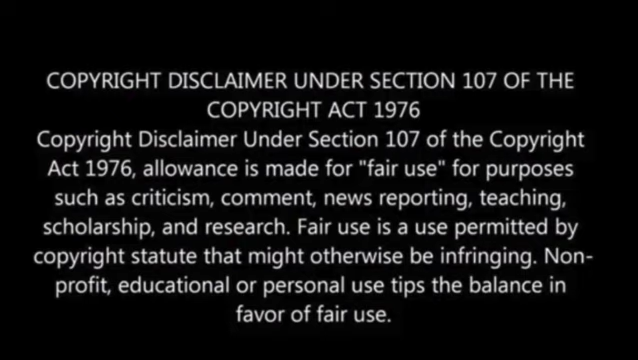 COPYRIGHT DISCLAIMER UNDER SECTION 107 OF THE
COPYRIGHT ACT 1976
Copyright Disclaimer Under Section 107 of the Copyright
Act 1976, allowance is made for "fair use" for purposes
such as criticism, comment, news reporting, teaching,
scholarship, and research. Fair use is a use permitted by
copyright statute that might otherwise be infringing. Non-
profit, educational or personal use tips the balance in
favor of fair use.